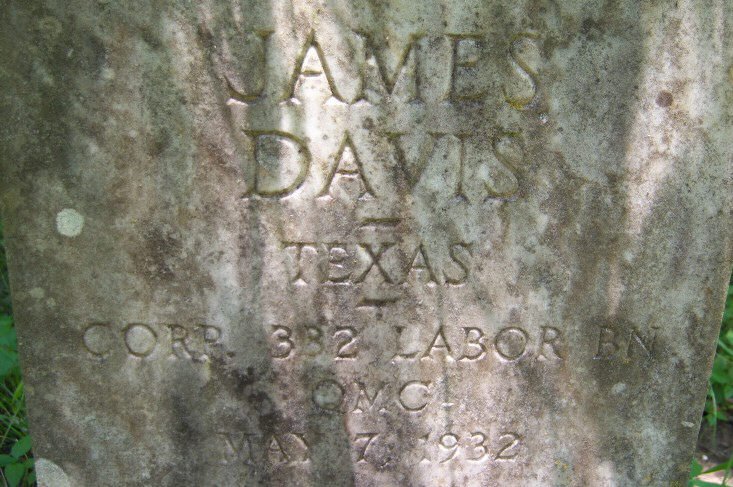 JAMES
DAVIS
TEXAS
CORP. 332 LABOR BN
QMC
MAY 7, 1932